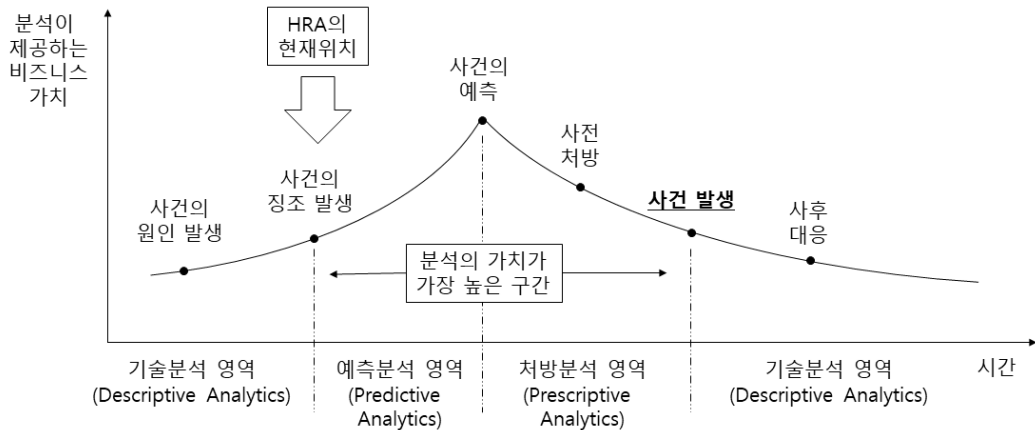 분석이
제공하는
비즈니스
가치
HRA의
현재위치
사건의
예측
사전
처방
사건의
징조 발생
사건 발생
사건의
원인 발생
사후
대응
분석의 가치가
가장 높은 구간
기술분석 영역
(Descriptive Analytics)
예측분석 영역
(Predictive
Analytics)
처방분석 영역
(Prescriptive
Analytics)
기술분석 영역
(Descriptive Analytics)
시간